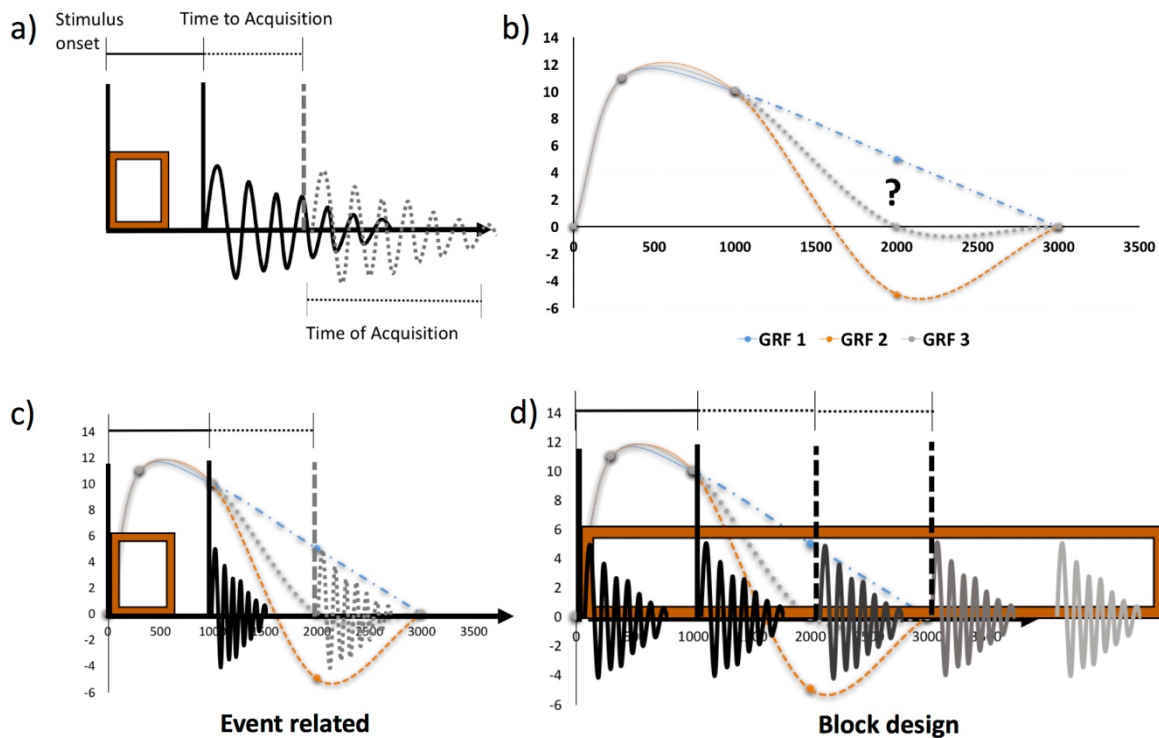 a)
Stimulus
onset
Time to Acquisition
Time of Acquisition
b)
14
12
10
8
6
4
2
0
-2
-4
-6
0 500 1000 1500 2000 2500 3000 3500
?
GRF 1 GRF 2 GRF 3
c)
14
12
10
8
6
4
2
0
-2
-4
-6
0 500 1000 1500 2000 2500 3000 3500
Event related
d)
14
12
10
8
6
4
2
0
-2
-4
-6
0 500 1000 2000 3000
Block design